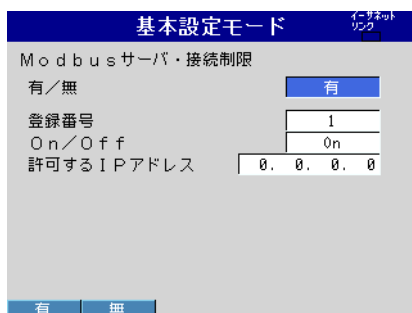 基本設定モード
イーサネット
リンク
Ｍｏｄｂｕｓサーバ・接続制限
有／無 有
登録番号 1
Ｏｎ／Ｏｆｆ On
許可するＩＰアドレス 0. 0. 0. 0
有 無